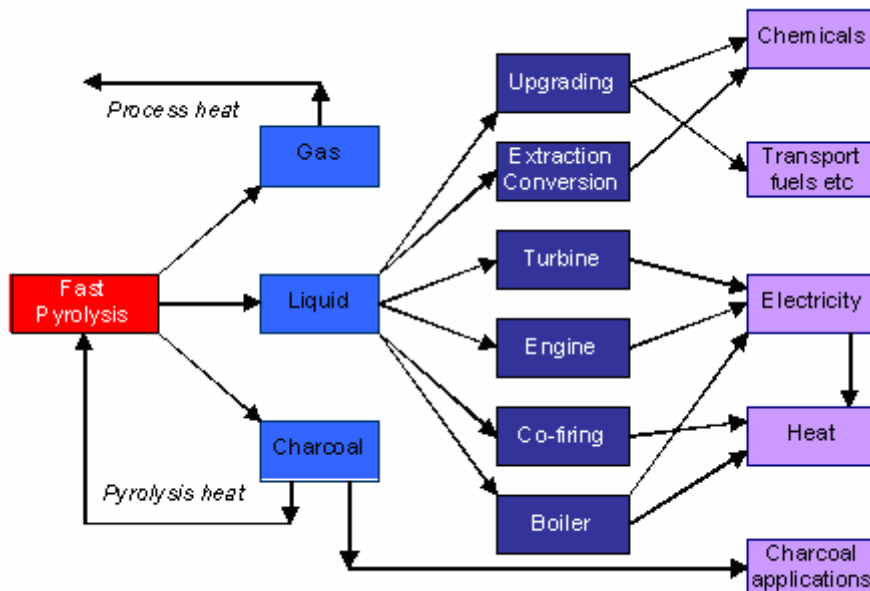 Chemicals
Upgrading
Process heat
Gas
Extraction
Conversion
Transport
fuels etc
Turbine
Fast
Pyrolysis
Liquid
Electricity
Engine
Charcoal
Co-firing
Heat
Pyrolysis heat
Boiler
Charcoal
applications